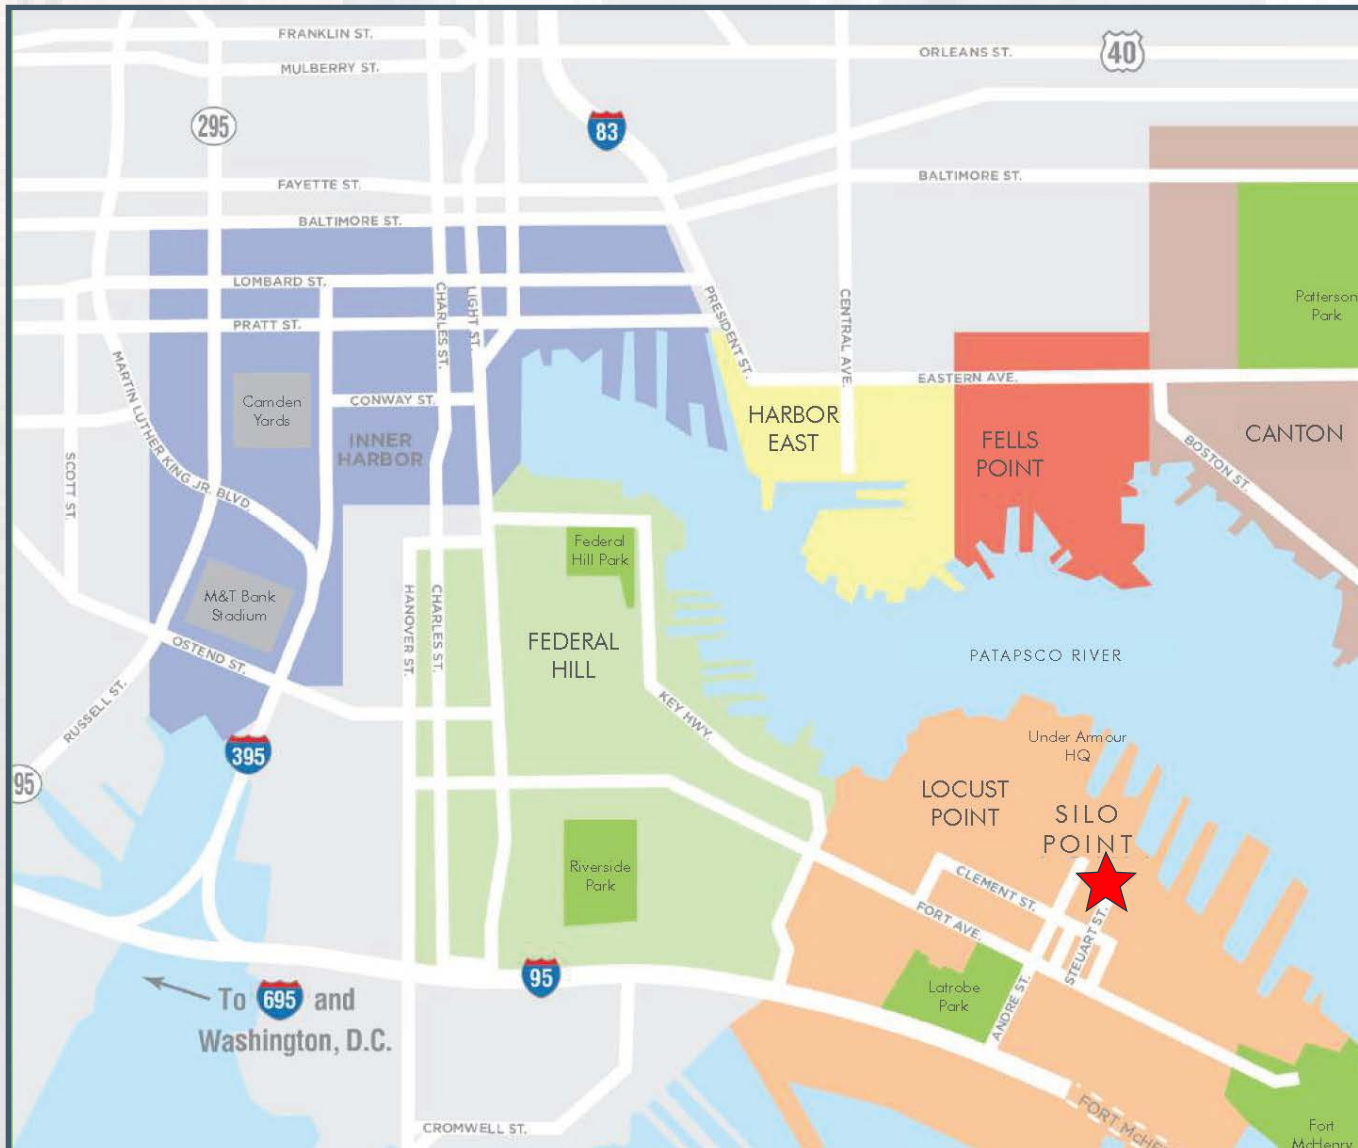 FRANKLIN ST.
MULBERRY ST.
ORLEANS ST.
40
295
83
FAYETTE ST.
BALTIMORE ST.
BALTIMORE ST.
LOMBARD ST.
PRATT ST.
CHARLES ST.
LIGHT ST.
PRESIDENT ST.
CENTRAL AVE.
Patterson
Park
MARTIN LUTHER KING JR. BLVD.
Camden
Yards
CONWAY ST.
INNER
HARBOR
HARBOR
EAST
EASTERN AVE.
FELLS
POINT
CANTON
BOSTON ST.
SCOTT ST.
Federal
Hill Park
M&T Bank
Stadium
HANOVER ST.
CHARLES ST.
FEDERAL
HILL
OSTEND ST.
RUSSELL ST.
PATAPSCO RIVER
KEY HWY.
395
95
Under Armour
HQ
LOCUST
POINT
SILO
POINT
Riverside
Park
CLEMENT ST.
FORT AVE.
STEUART ST.
ANDRE ST.
Latrobe
Park
95
To 695 and
Washington, D.C.
CROMWELL ST.
FORT McHE
Fort
McHenry